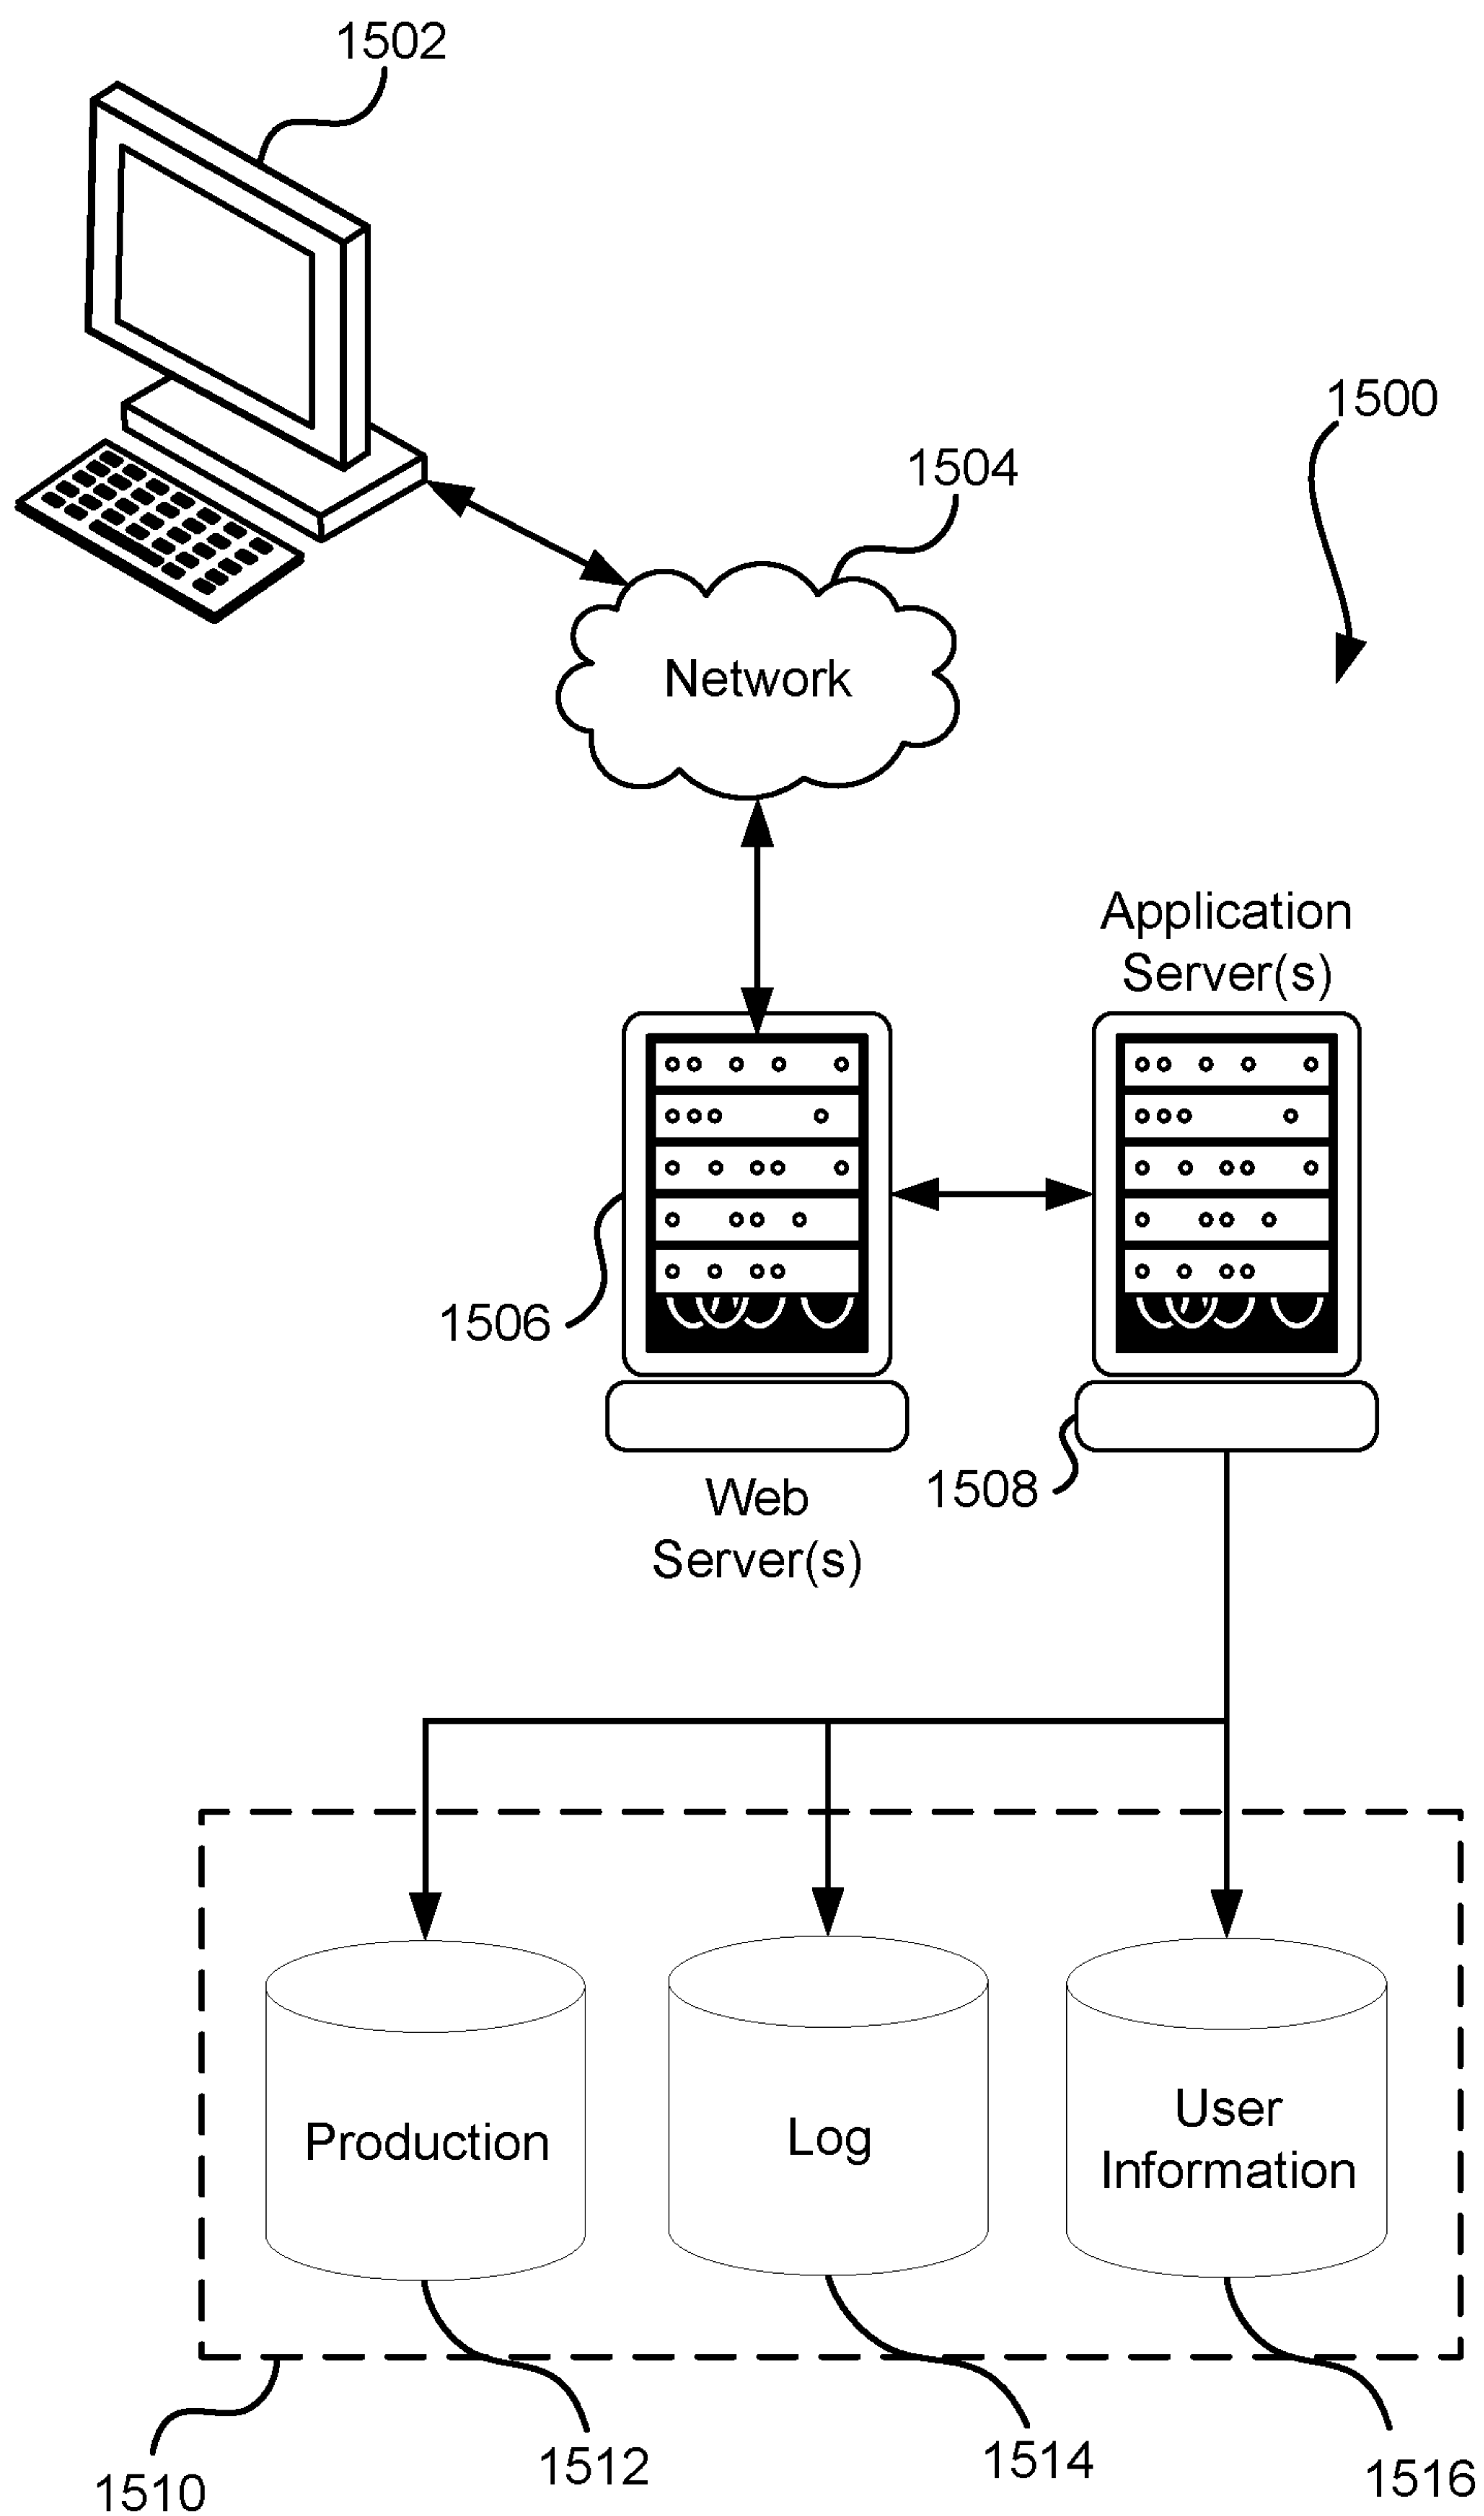 1502
1500
1504
Network
Application
Server(s)
1506
1508
Web
Server(s)
Production
Log
User
Information
1510
1512
1514
1516